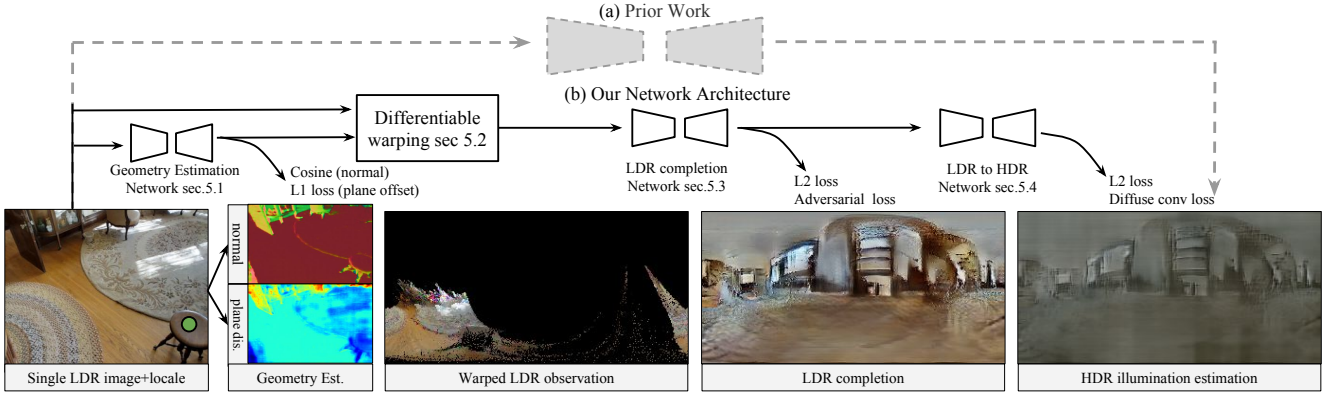 (a) Prior Work
(b) Our Network Architecture
Differentiable
warping sec 5.2
Geometry Estimation
Network sec.5.1
Cosine (normal)
L1 loss (plane offset)
LDR completion
Network sec.5.3
L2 loss
Adversarial loss
LDR to HDR
Network sec.5.4
L2 loss
Diffuse conv loss
normal
plane dis.
Single LDR image+locale
Geometry Est.
Warped LDR observation
LDR completion
HDR illumination estimation